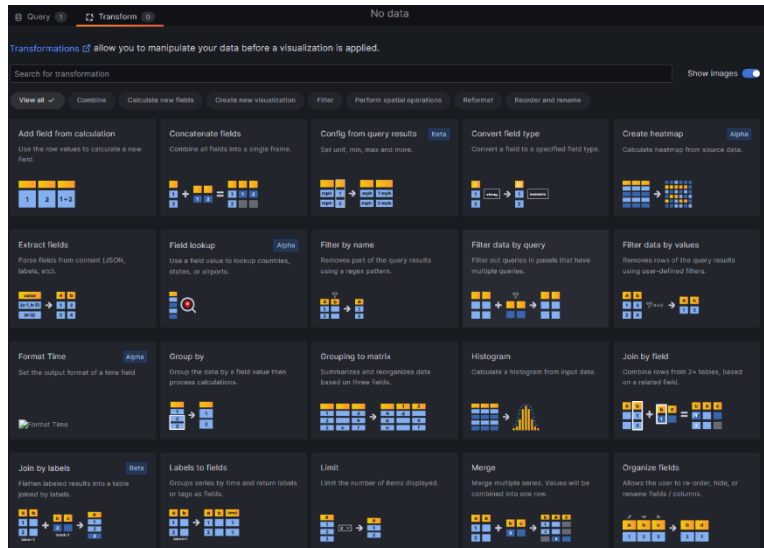 No data
Query 1 Transform 0
Transformations allow you to manipulate your data before a visualization is applied.
Search for transformation
Show images
View all Combine Calculate new fields Create new visualization Filter Perform spatial operations Reformat Reorder and rename
Add field from calculation
Use the row values to calculate a new
field.
1 2 1+2
Concatenate fields
Combine all fields into a single frame.
Config from query results Beta
Set unit, min, max and more.
Convert field type
Convert a field to a specified field type.
Create heatmap Alpha
Calculate heatmap from source data.
Extract fields
Parse fields from content (JSON,
labels, etc).
Field lookup Alpha
Use a field value to lookup countries,
states, or airports.
Filter by name
Removes part of the query results
using a regex pattern.
Filter data by query
Filter out queries in panels that have
multiple queries.
Filter data by values
Removes rows of the query results
using user-defined filters.
Format Time Alpha
Set the output format of a time field
Format Time
Group by
Group the data by a field value then
process calculations.
Grouping to matrix
Summarizes and reorganizes data
based on three fields.
Histogram
Calculate a histogram from input data.
Join by field
Combine rows from 2+ tables, based
on a related field.
Join by labels Beta
Flatten labeled results into a table
joined by labels.
Labels to fields
Groups series by time and return labels
or tags as fields.
Limit
Limit the number of items displayed.
Merge
Merge multiple series. Values will be
combined into one row.
Organize fields
Allows the user to re-order, hide, or
rename fields / columns.